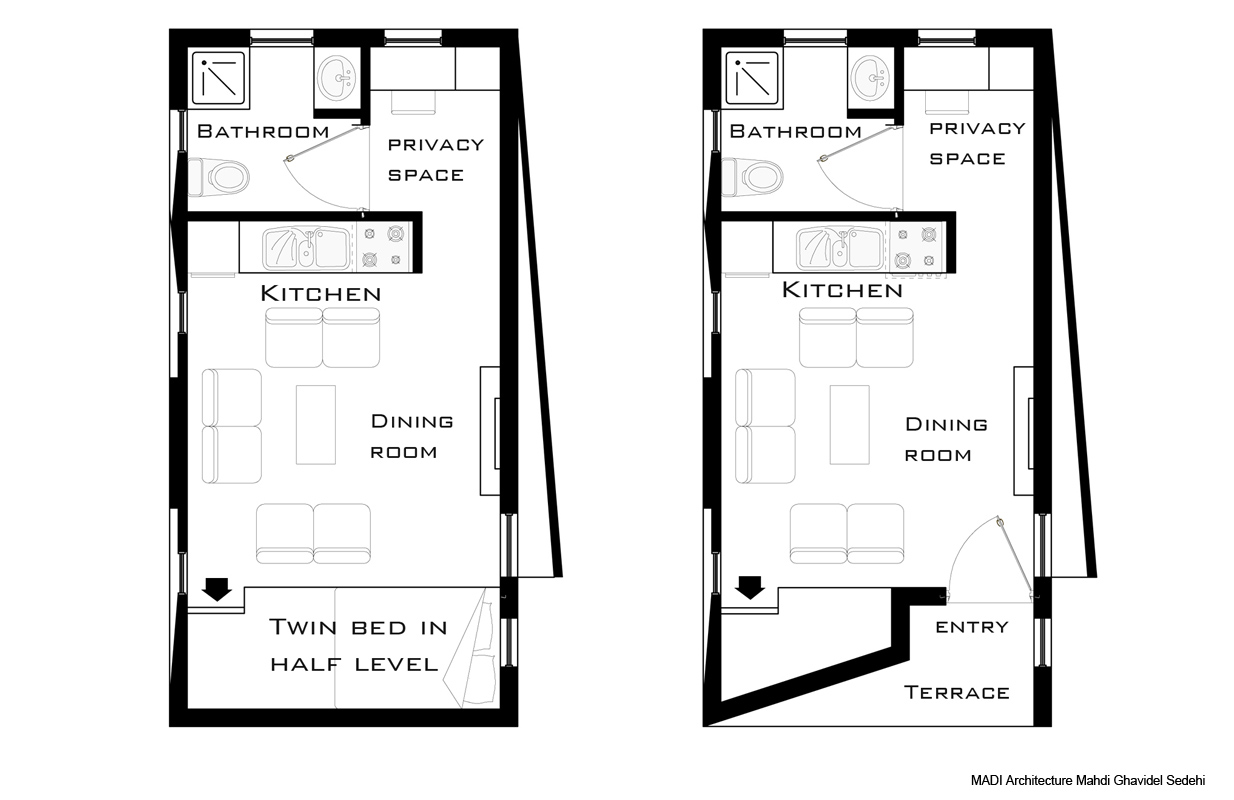 BATHROOM
PRIVACY
SPACE
KITCHEN
DINING
ROOM
TWIN BED IN
HALF LEVEL
BATHROOM
PRIVACY
SPACE
KITCHEN
DINING
ROOM
ENTRY
TERRACE
MADI Architecture Mahdi Ghavidel Sedehi